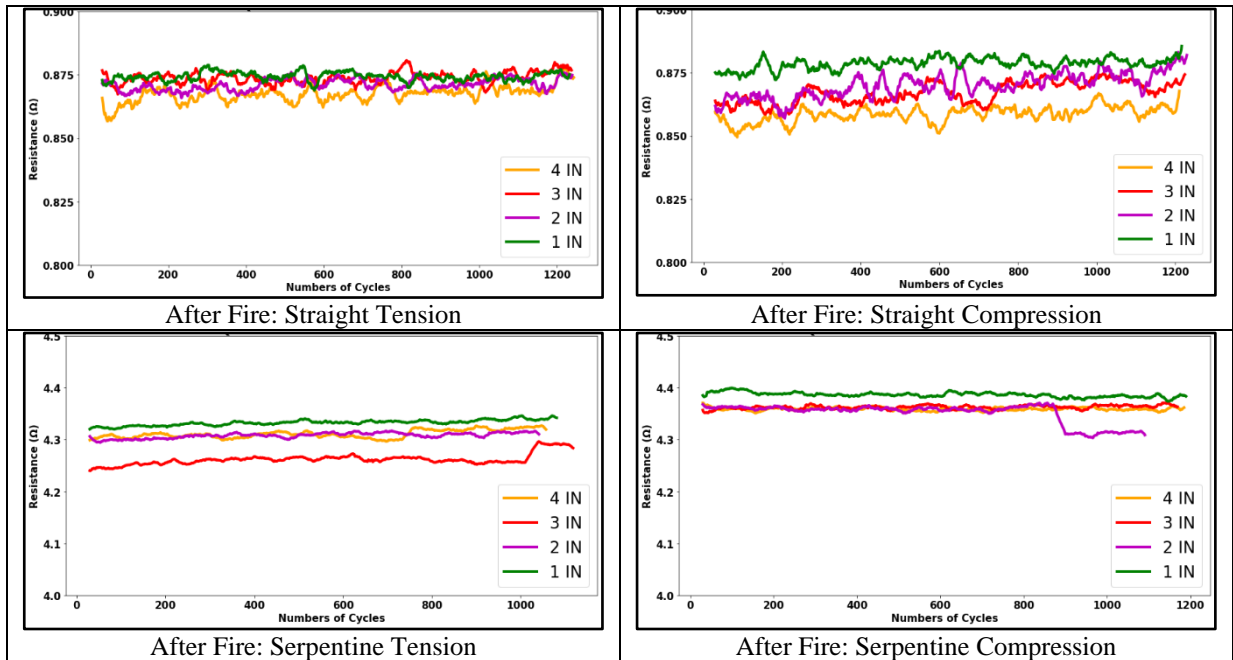 0.900
0.875
0.850
0.825
0.800
Resistance (Ω)
0 200 400 600 800 1000 1200
Numbers of Cycles
4 IN
3 IN
2 IN
1 IN
After Fire: Straight Tension
0.900
0.875
0.850
0.825
0.800
Resistance (Ω)
0 200 400 600 800 1000 1200
Numbers of Cycles
4 IN
3 IN
2 IN
1 IN
After Fire: Straight Compression
4.5
4.4
4.3
4.2
4.1
4.0
Resistance (Ω)
0 200 400 600 800 1000
Numbers of Cycles
4 IN
3 IN
2 IN
1 IN
After Fire: Serpentine Tension
4.5
4.4
4.3
4.2
4.1
4.0
Resistance (Ω)
0 200 400 600 800 1000 1200
Numbers of Cycles
4 IN
3 IN
2 IN
1 IN
After Fire: Serpentine Compression